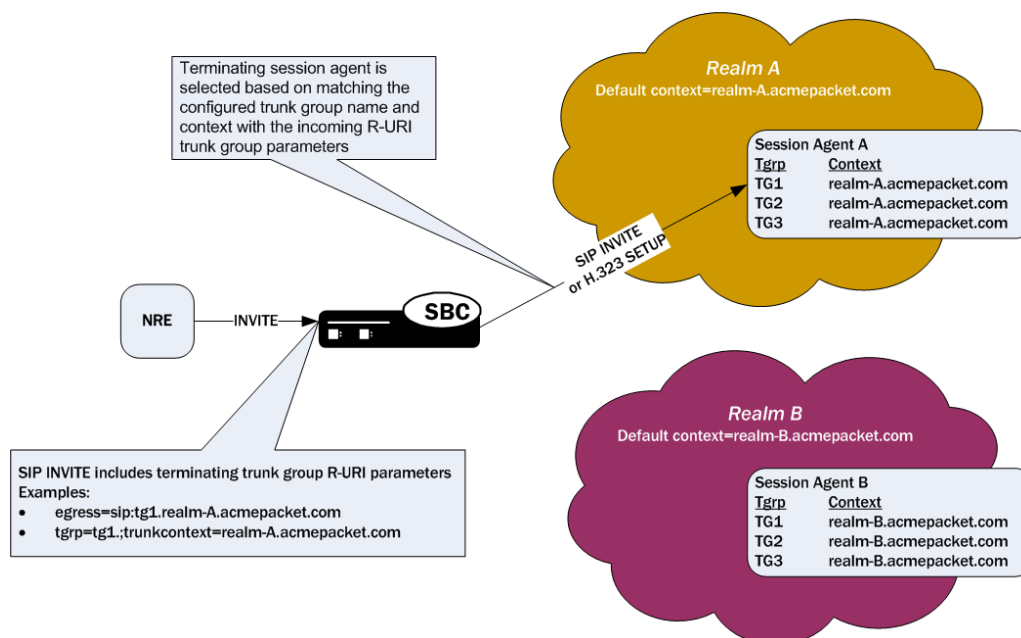 Terminating session agent is
selected based on matching the
configured trunk group name and
context with the incoming R-URI
trunk group parameters
Realm A
Default context=realm-A.acmepacket.com
Session Agent A
Tgrp Context
TG1 realm-A.acmepacket.com
TG2 realm-A.acmepacket.com
TG3 realm-A.acmepacket.com
SIP INVITE
or H.323 SETUP
NRE
INVITE
SBC
Realm B
Default context=realm-B.acmepacket.com
Session Agent B
Tgrp Context
TG1 realm-B.acmepacket.com
TG2 realm-B.acmepacket.com
TG3 realm-B.acmepacket.com
SIP INVITE includes terminating trunk group R-URI parameters
Examples:
• egress=sip:tg1.realm-A.acmepacket.com
• tgrp=tg1.;trunkcontext=realm-A.acmepacket.com